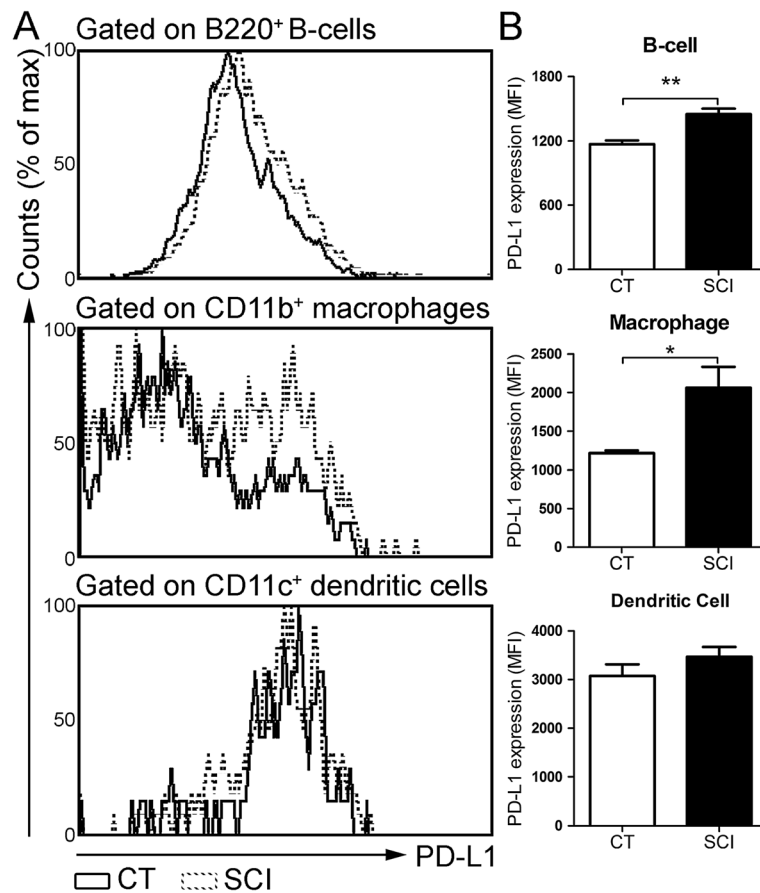 A
Gated on B220+ B-cells
Counts (% of max)
100
50
0
Gated on CD11b+ macrophages
100
50
0
Gated on CD11c+ dendritic cells
100
50
0
PD-L1
CT SCI
B
B-cell
PD-L1 expression (MFI)
1800
1200
600
0
**
CT SCI
Macrophage
PD-L1 expression (MFI)
2500
2000
1500
1000
500
0
*
CT SCI
Dendritic Cell
PD-L1 expression (MFI)
4000
3000
2000
1000
0
CT SCI